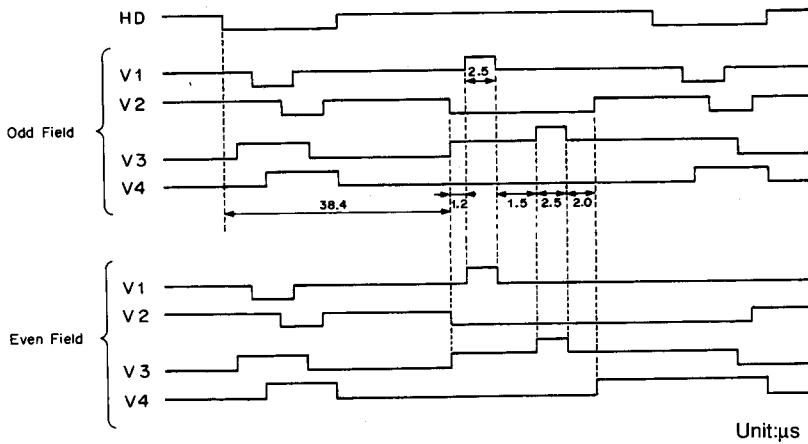 HD
V1
2.5
V2
Odd Field
V3
V4
38.4
1.2
1.5
2.5
2.0
V1
V2
Even Field
V3
V4
Unit:μs